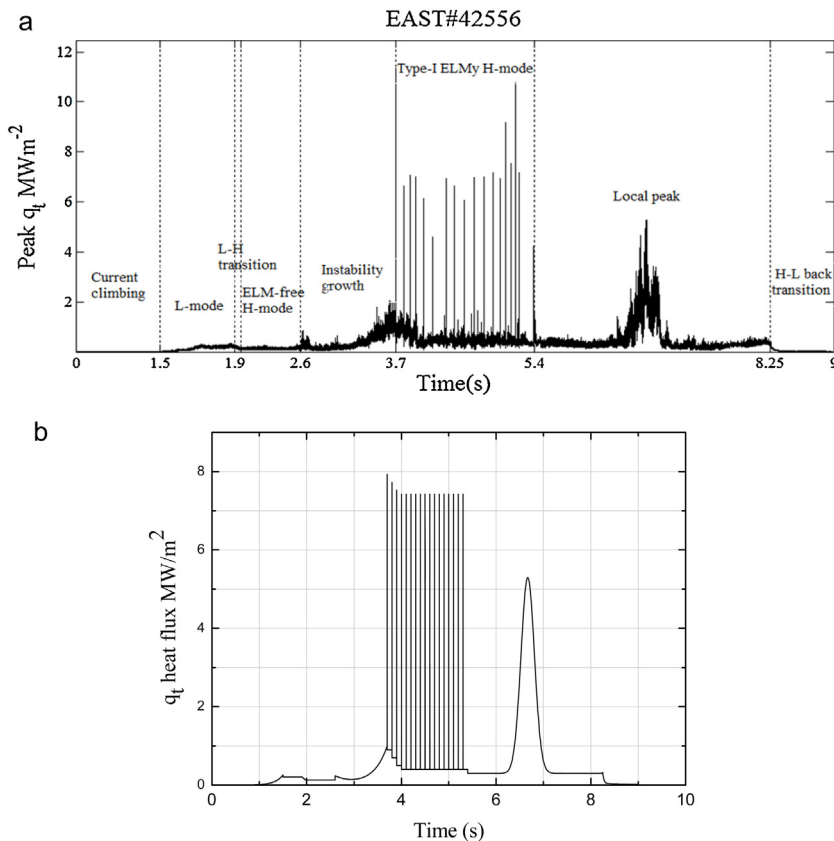 a
EAST#42556
12
10
8
6
4
2
Peak qt MWm-2
Type-I ELMy H-mode
Local peak
Current
climbing
L-mode
L-H
transition
ELM-free
H-mode
Instability
growth
H-L back
transition
0 1.5 1.9 2.6 3.7 5.4 8.25 9
Time(s)
b
8
6
4
2
0
qt heat flux MW/m2
0 2 4 6 8 10
Time (s)